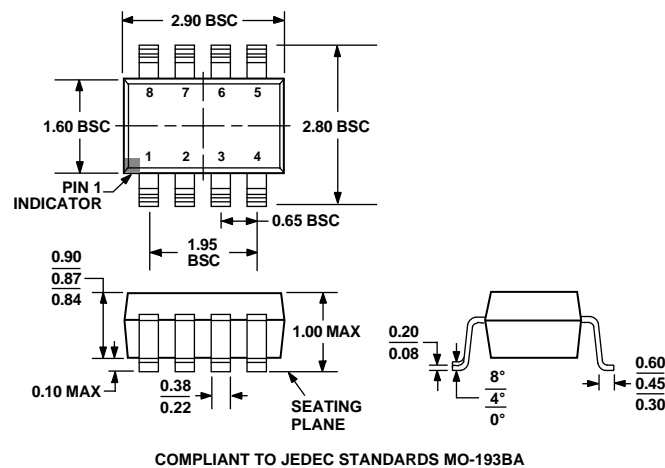 2.90 BSC
8 7 6 5
1.60 BSC
2.80 BSC
1 2 3 4
PIN 1
INDICATOR
0.65 BSC
1.95
BSC
0.90
0.87
0.84
1.00 MAX
0.10 MAX
0.38
0.22
SEATING
PLANE
0.20
0.08
8°
4°
0°
0.60
0.45
0.30
COMPLIANT TO JEDEC STANDARDS MO-193BA